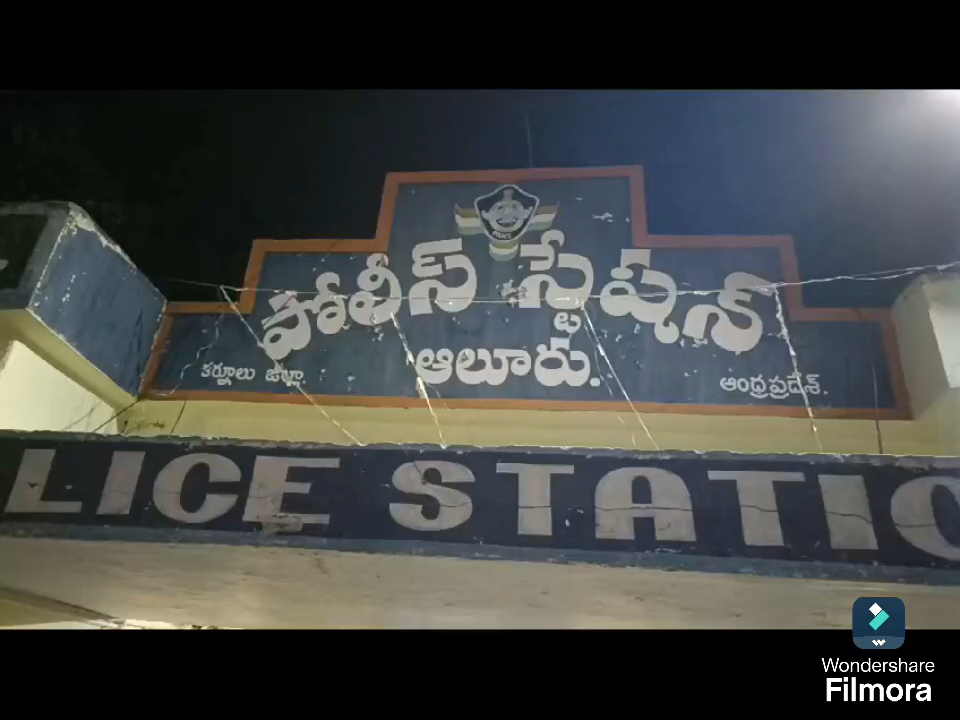 పోలీస్ స్టేషన్
ఆలూరు.
కర్నూలు జిల్లా
ఆంధ్రప్రదేశ్.
LICE STATIO
Wondershare
Filmora